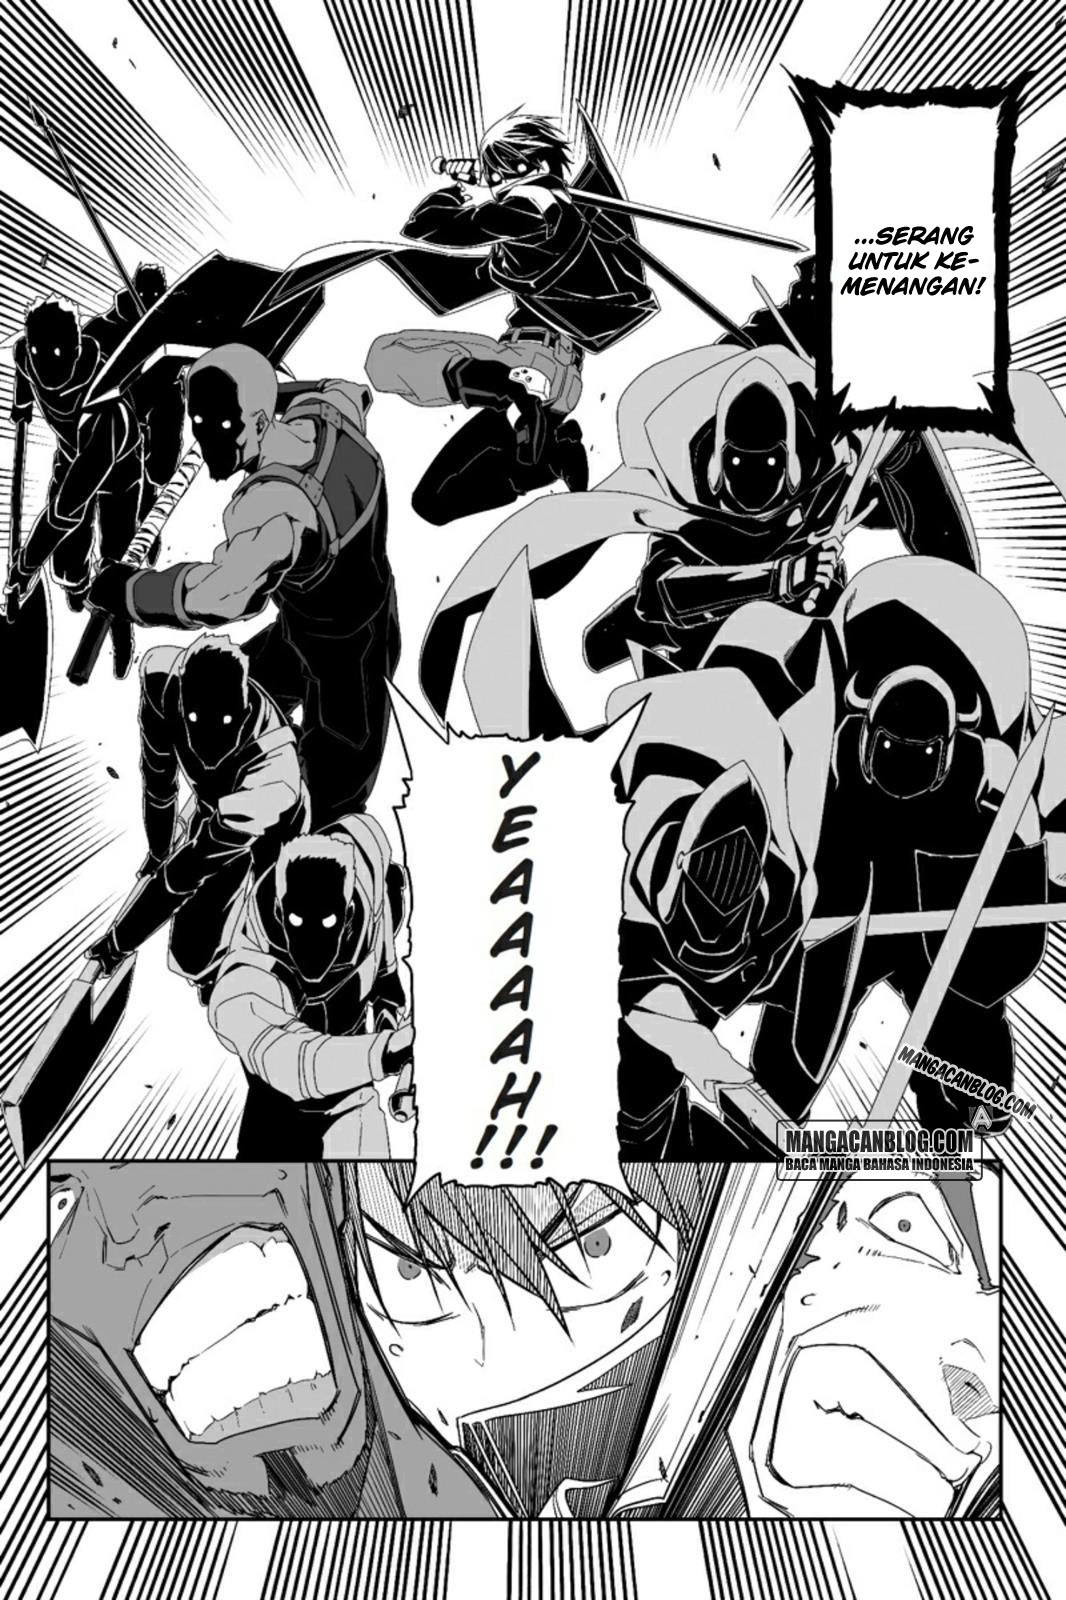 ...SERANG
UNTUK KE-
MENANGAN!
YEAAAAAH!!!
MANGACANBLOG.COM
MANGACANBLOG.COM
BACA MANGA BAHASA INDONESIA